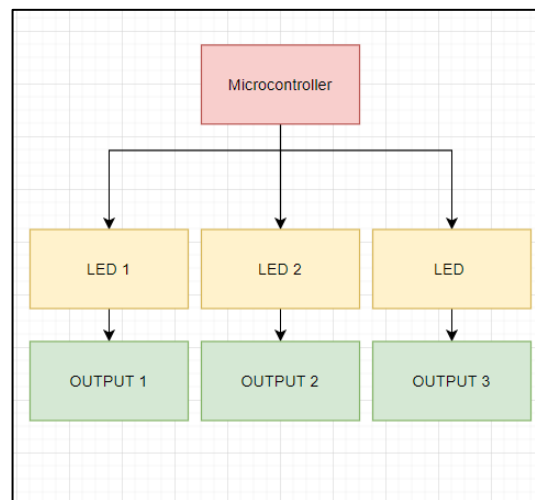 Microcontroller
LED 1
LED 2
LED
OUTPUT 1
OUTPUT 2
OUTPUT 3